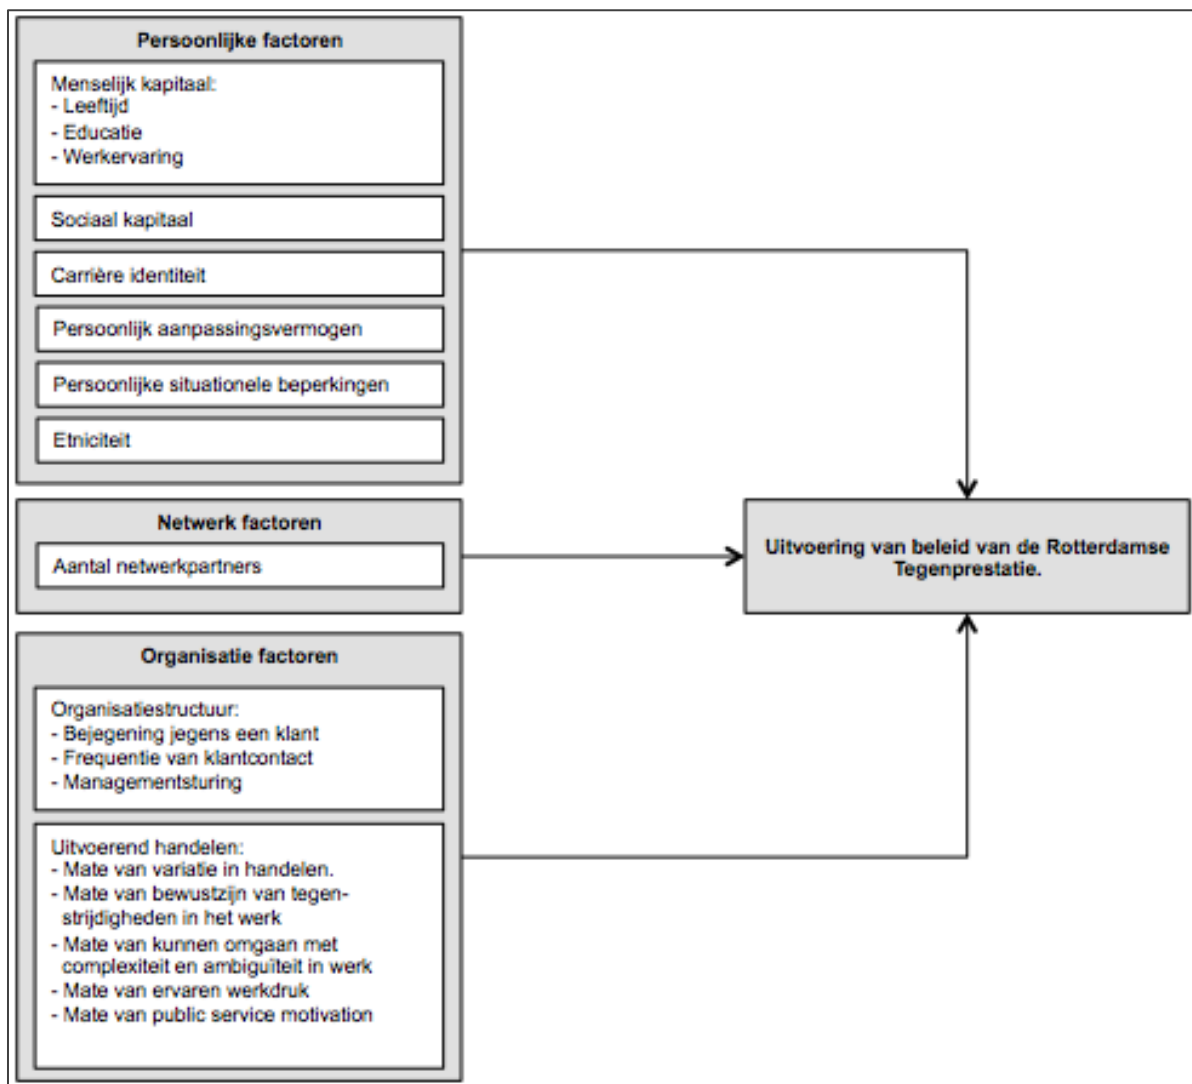 Persoonlijke factoren
Menselijk kapitaal:
- Leeftijd
- Educatie
- Werkervaring
Sociaal kapitaal
Carrière identiteit
Persoonlijk aanpassingsvermogen
Persoonlijke situationele beperkingen
Etniciteit
Netwerk factoren
Aantal netwerkpartners
Uitvoering van beleid van de Rotterdamse
Tegenprestatie.
Organisatie factoren
Organisatiestructuur:
- Bejegening jegens een klant
- Frequentie van klantcontact
- Managementsturing
Uitvoerend handelen:
- Mate van variatie in handelen.
- Mate van bewustzijn van tegen-
strijdigheden in het werk
- Mate van kunnen omgaan met
complexiteit en ambiguïteit in werk
- Mate van ervaren werkdruk
- Mate van public service motivation